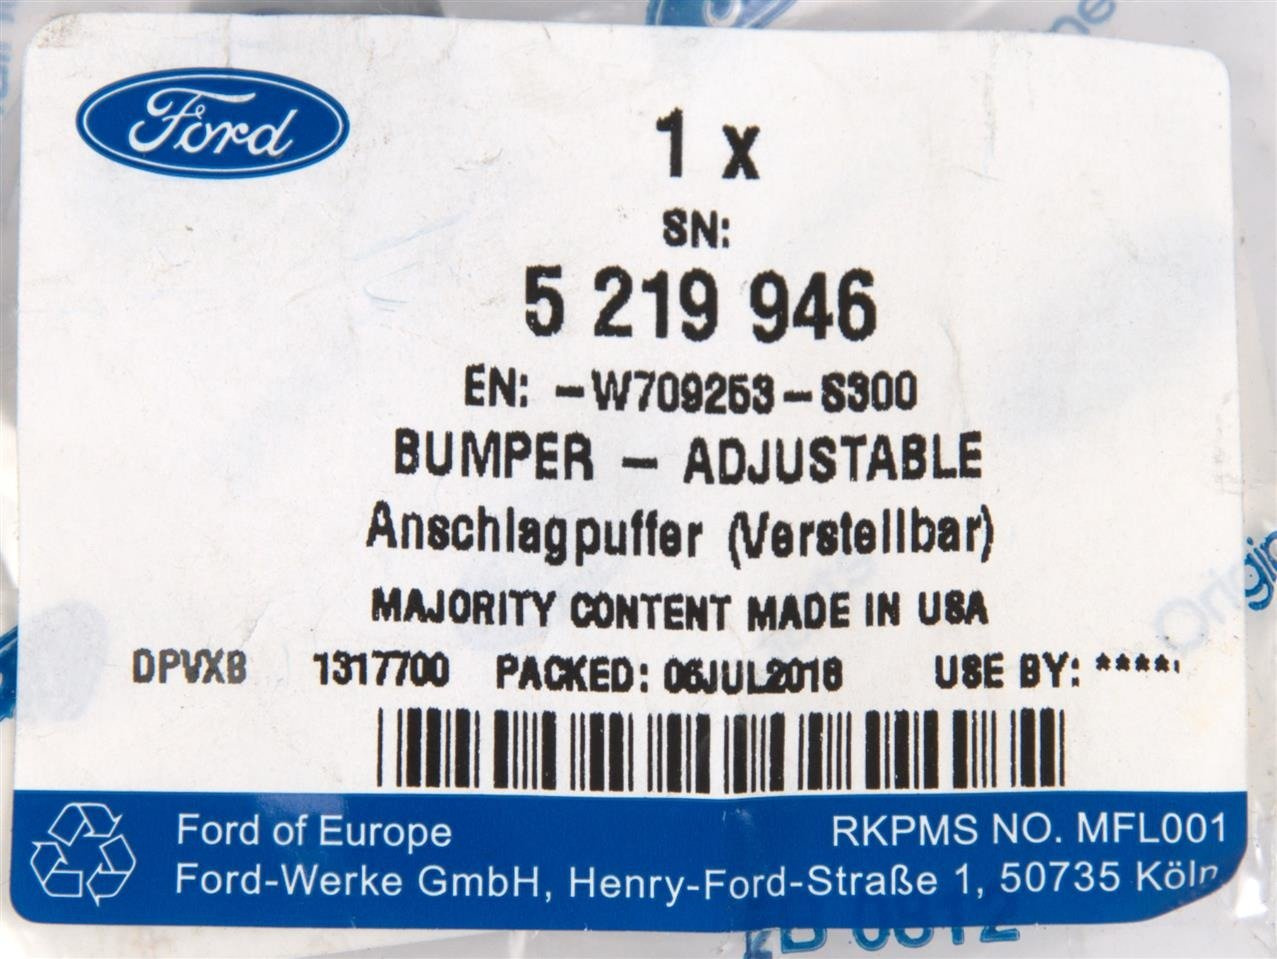 Ford
1 x
SN:
5 219 946
EN: -W709253-S300
BUMPER - ADJUSTABLE
Anschlagpuffer (Verstellbar)
MAJORITY CONTENT MADE IN USA
DPVXB 1317700 PACKED: 06JUL2016 USE BY: ****
Ford of Europe RKPMS NO. MFL001
Ford-Werke GmbH, Henry-Ford-Straße 1, 50735 Köln